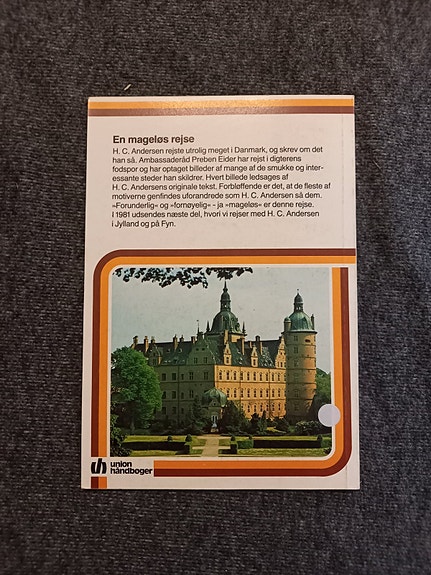 En mageløs rejse
H. C. Andersen rejste utrolig meget i Danmark, og skrev om det
han så. Ambassaderåd Preben Eider har rejst i digterens
fodspor og har optaget billeder af mange af de smukke og inter-
essante steder han skildrer. Hvert billede ledsages af
H. C. Andersens originale tekst. Forbløffende er det, at de fleste af
motiverne genfindes uforandrede som H. C. Andersen så dem.
»Forunderlig« og »fornøyelig« - ja »mageløs« er denne rejse.
I 1981 udsendes næste del, hvori vi rejser med H. C. Andersen
i Jylland og på Fyn.
uh union
håndbøger